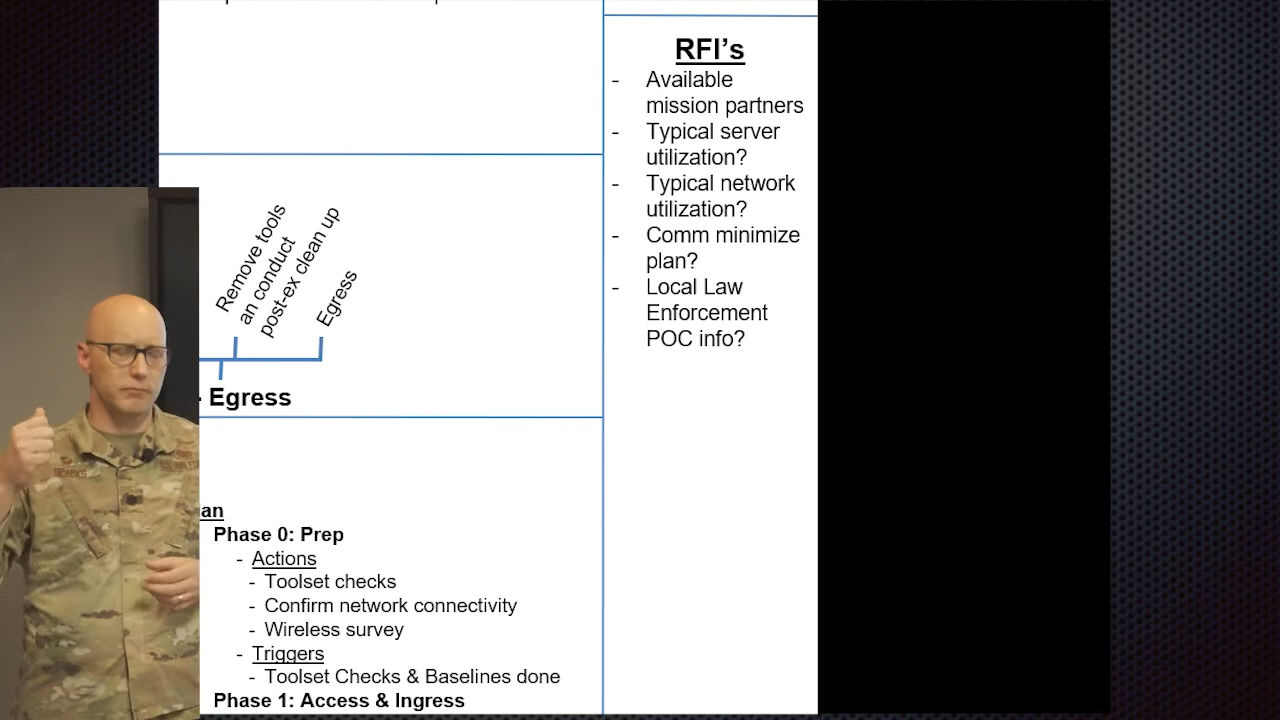 RFI's
- Available
mission partners
- Typical server
utilization?
- Typical network
utilization?
- Comm minimize
plan?
- Local Law
Enforcement
POC info?
Remove tools
an conduct
post-ex clean up
Egress
- Egress
an
Phase 0: Prep
- Actions
- Toolset checks
- Confirm network connectivity
- Wireless survey
- Triggers
- Toolset Checks & Baselines done
Phase 1: Access & Ingress